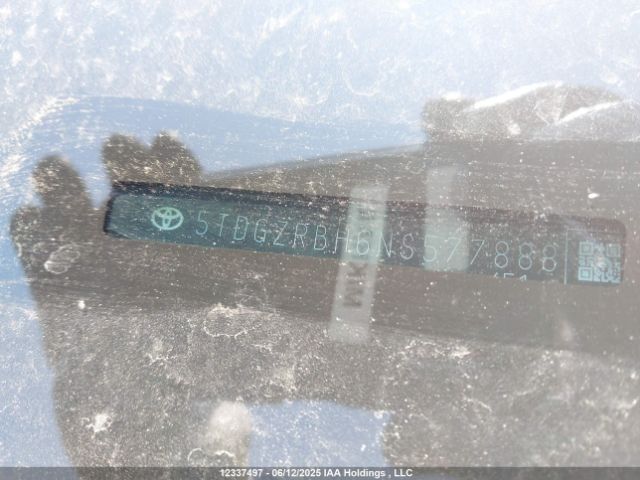 5TDGZRBH6NS577888
12337497 - 06/12/2025 IAA Holdings , LLC